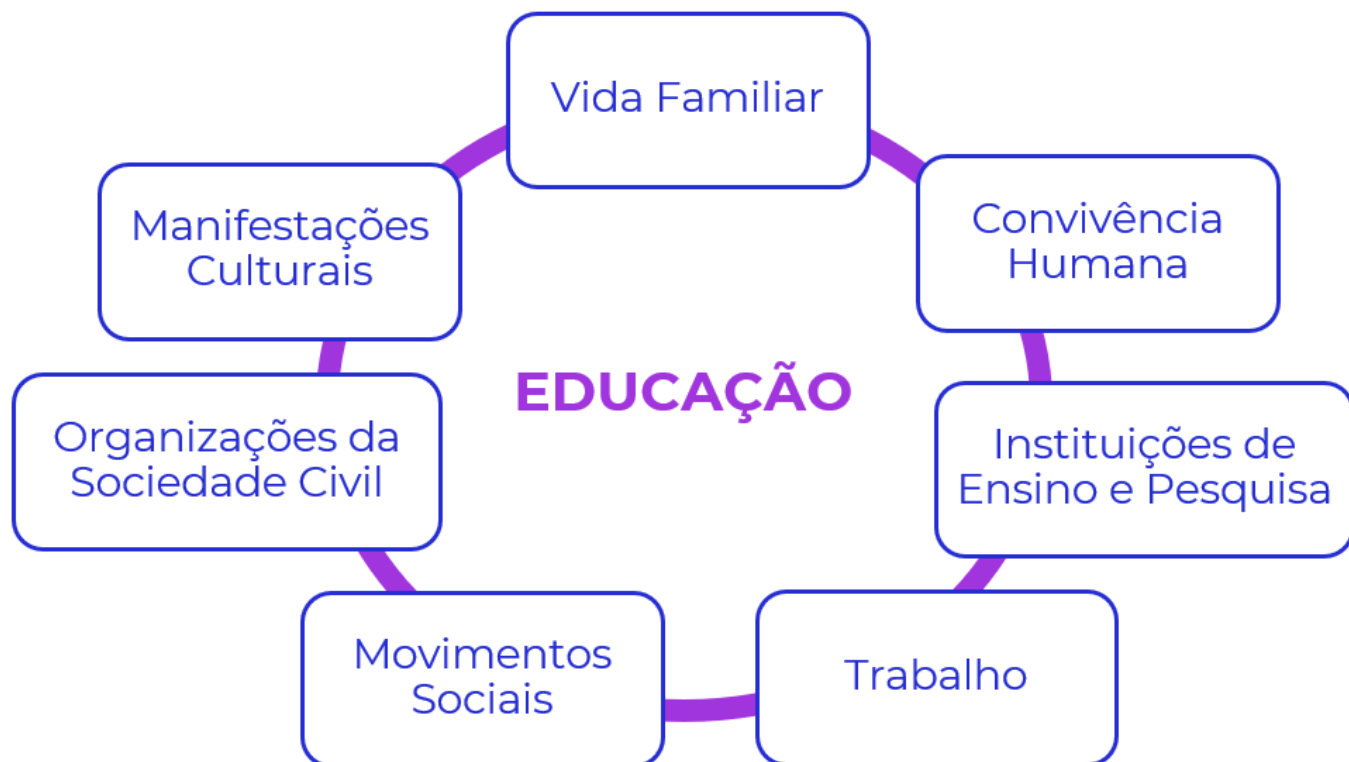 Vida Familiar
Convivência
Humana
Instituições de
Ensino e Pesquisa
Trabalho
Movimentos
Sociais
Organizações da
Sociedade Civil
Manifestações
Culturais
EDUCAÇÃO